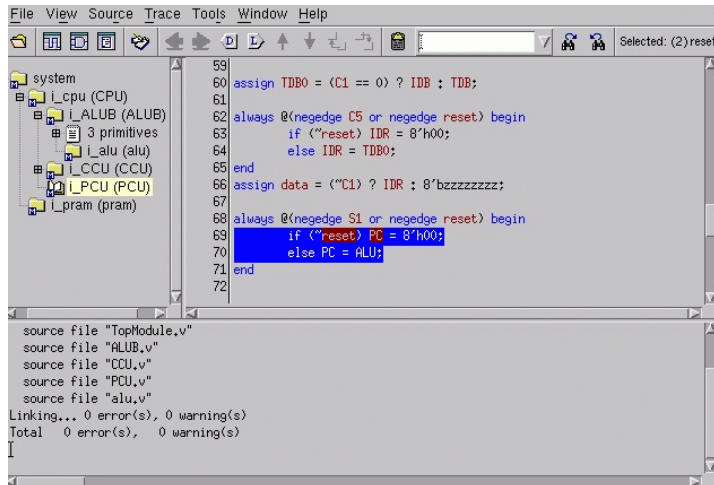 File View Source Trace Tools Window Help
Selected: (2)reset
system
i_cpu (CPU)
i_ALUB (ALUB)
3 primitives
i_alu (alu)
i_CCU (CCU)
i_PCU (PCU)
i_pram (pram)
59
60 assign TDBO = (C1 == 0) ? IDB : TDB;
61
62 always @(negedge C5 or negedge reset) begin
63 if (~reset) IDR = 8'h00;
64 else IDR = TDBO;
65 end
66 assign data = (~C1) ? IDR : 8'bzzzzzzzz;
67
68 always @(negedge S1 or negedge reset) begin
69 if (~reset) PC = 8'h00;
70 else PC = ALU;
71 end
72
source file "TopModule.v"
source file "ALUB.v"
source file "CCU.v"
source file "PCU.v"
source file "alu.v"
Linking... 0 error(s), 0 warning(s)
Total 0 error(s), 0 warning(s)